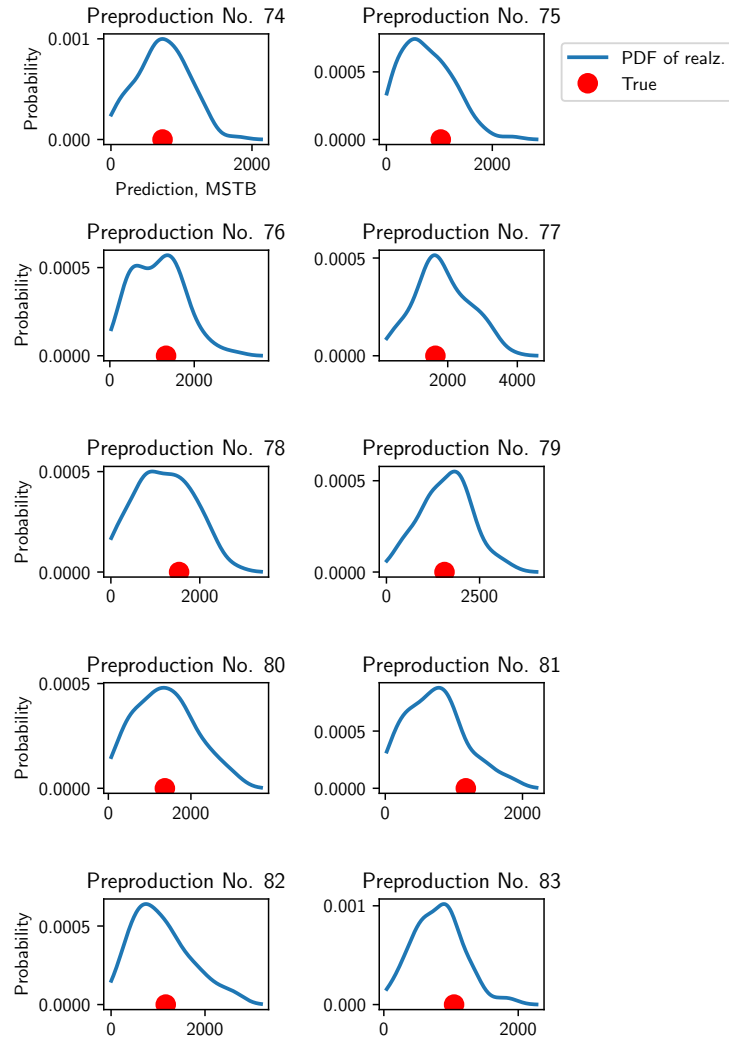 Preproduction No. 74
0.001
0.000
Probability
0
2000
Prediction, MSTB
Preproduction No. 75
0.0005
0.0000
0
2000
PDF of realz.
True
Preproduction No. 76
0.0005
0.0000
Probability
0
2000
Preproduction No. 77
0.0005
0.0000
2000
4000
Preproduction No. 78
0.0005
0.0000
Probability
0
2000
Preproduction No. 79
0.0005
0.0000
0
2500
Preproduction No. 80
0.0005
0.0000
Probability
0
2000
Preproduction No. 81
0.0005
0.0000
0
2000
Preproduction No. 82
0.0005
0.0000
Probability
0
2000
Preproduction No. 83
0.001
0.000
0
2000